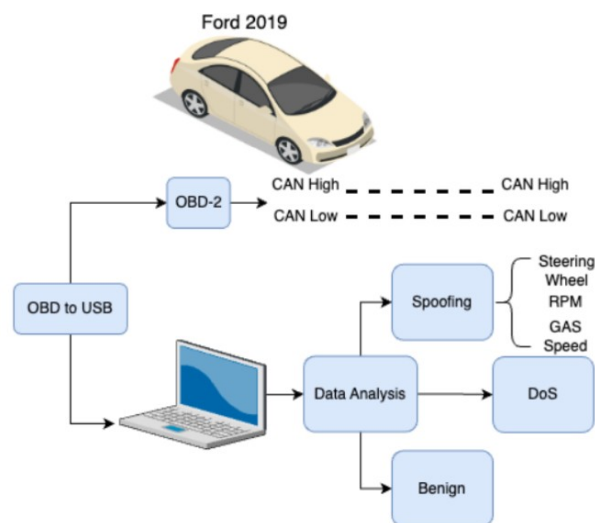 Ford 2019
CAN High
CAN High
OBD-2
CAN Low
CAN Low
OBD to USB
Data Analysis
Spoofing
Steering
Wheel
RPM
GAS
Speed
DoS
Benign